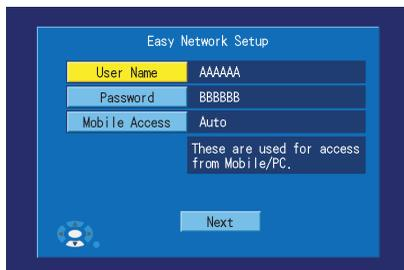 Easy Network Setup
User Name AAAAAA
Password BBBBBB
Mobile Access Auto
These are used for access
from Mobile/PC.
Next